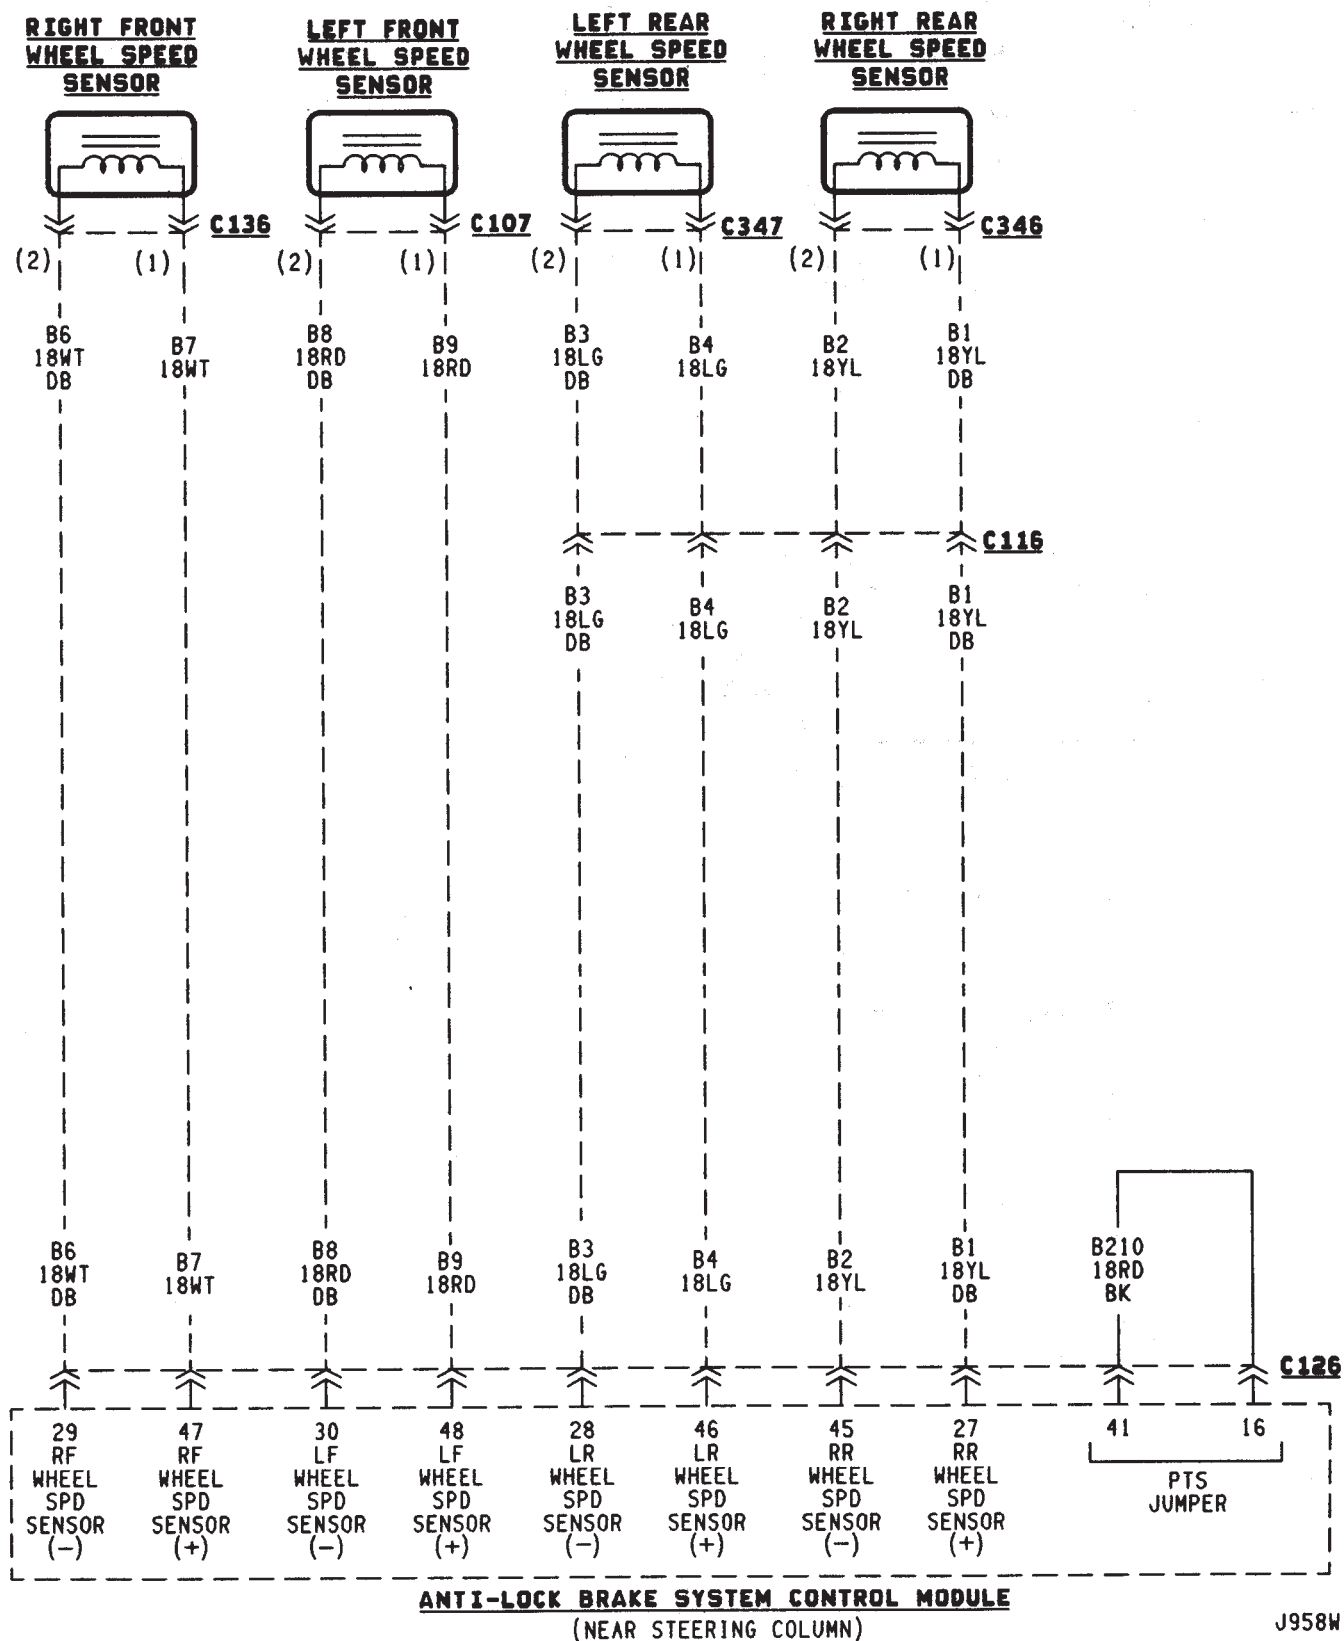 RIGHT FRONT
WHEEL SPEED
SENSOR
LEFT FRONT
WHEEL SPEED
SENSOR
LEFT REAR
WHEEL SPEED
SENSOR
RIGHT REAR
WHEEL SPEED
SENSOR
C136
C107
C347
C346
(2)
(1)
(2)
(1)
(2)
(1)
(2)
(1)
B6
18WT
DB
B7
18WT
B8
18RD
DB
B9
18RD
B3
18LG
DB
B4
18LG
B2
18YL
B1
18YL
DB
C116
B3
18LG
DB
B4
18LG
B2
18YL
B1
18YL
DB
B6
18WT
DB
B7
18WT
B8
18RD
DB
B9
18RD
B3
18LG
DB
B4
18LG
B2
18YL
B1
18YL
DB
B210
18RD
BK
C126
29
RF
WHEEL
SPD
SENSOR
(-)
47
RF
WHEEL
SPD
SENSOR
(+)
30
LF
WHEEL
SPD
SENSOR
(-)
48
LF
WHEEL
SPD
SENSOR
(+)
28
LR
WHEEL
SPD
SENSOR
(-)
46
LR
WHEEL
SPD
SENSOR
(+)
45
RR
WHEEL
SPD
SENSOR
(-)
27
RR
WHEEL
SPD
SENSOR
(+)
41
16
PTS
JUMPER
ANTI-LOCK BRAKE SYSTEM CONTROL MODULE
(NEAR STEERING COLUMN)
J958W